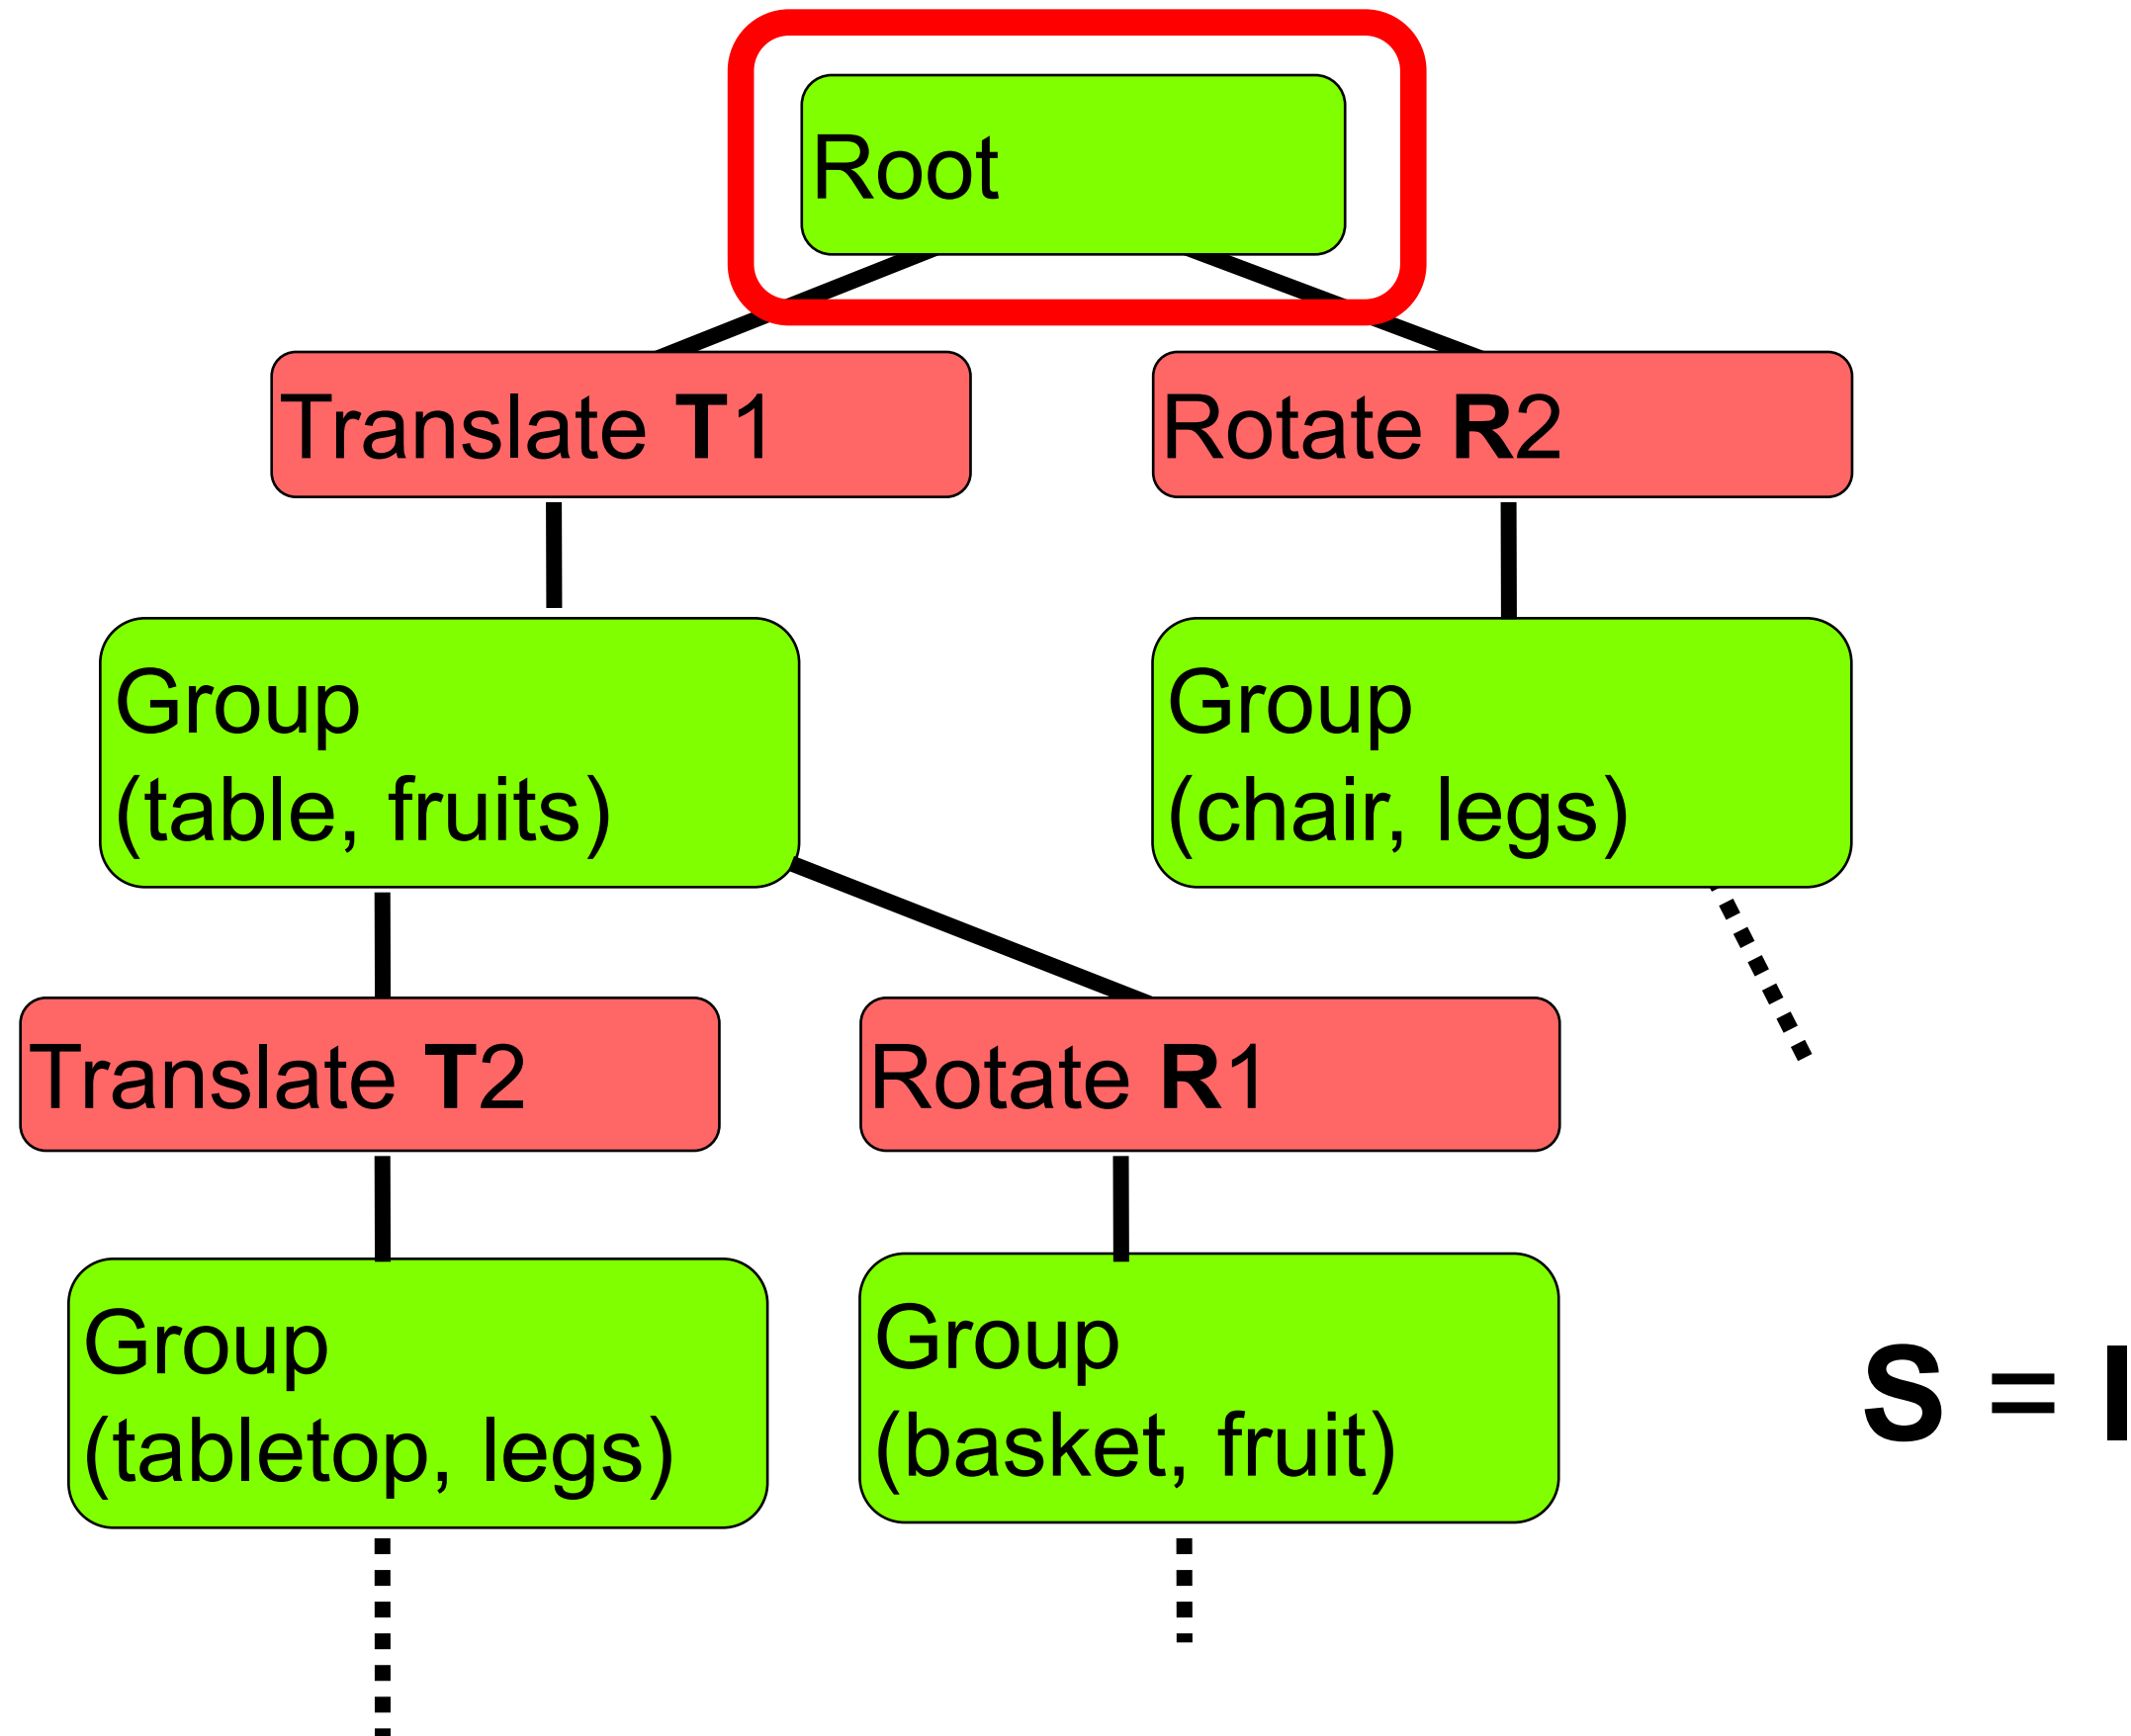 Root
Translate T1
Rotate R2
Group
(table, fruits)
Group
(chair, legs)
Translate T2
Rotate R1
Group
(tabletop, legs)
Group
(basket, fruit)
S = I